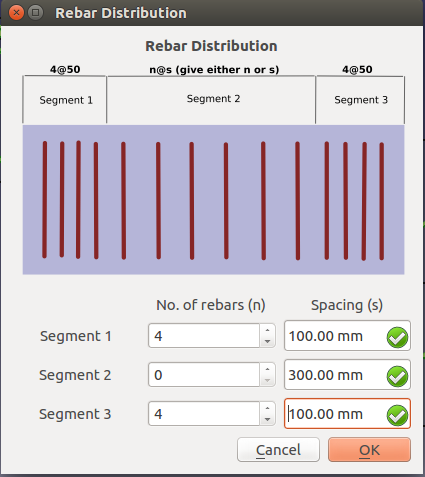 Rebar Distribution
Rebar Distribution
4@50 n@s (give either n or s) 4@50
Segment 1 Segment 2 Segment 3
No. of rebars (n) Spacing (s)
Segment 1 4 100.00 mm
Segment 2 0 300.00 mm
Segment 3 4 100.00 mm
Cancel OK